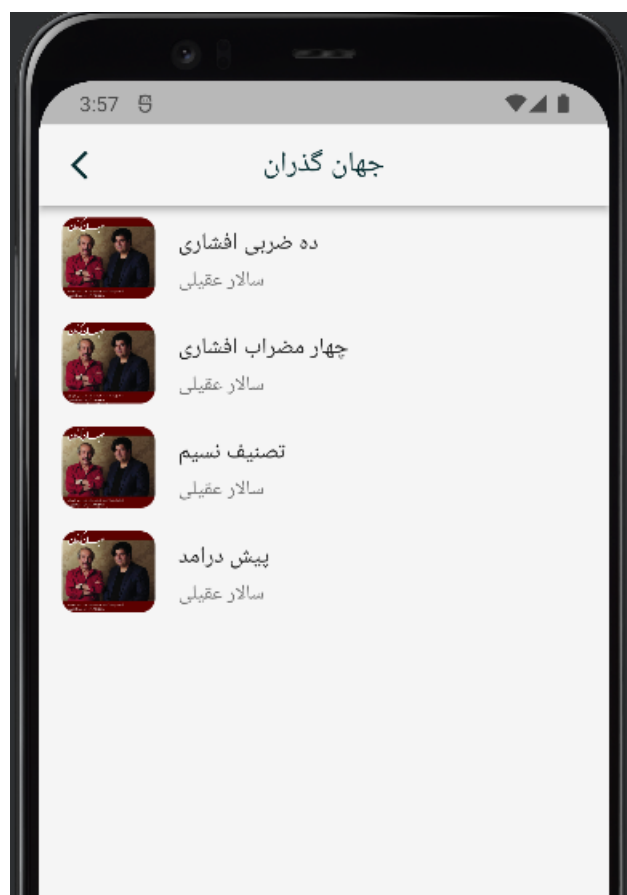 3:57
جهان گذران
ده ضربی افشاری
سالار عقیلی
چهار مضراب افشاری
سالار عقیلی
تصنیف نسیم
سالار عقیلی
پیش درامد
سالار عقیلی